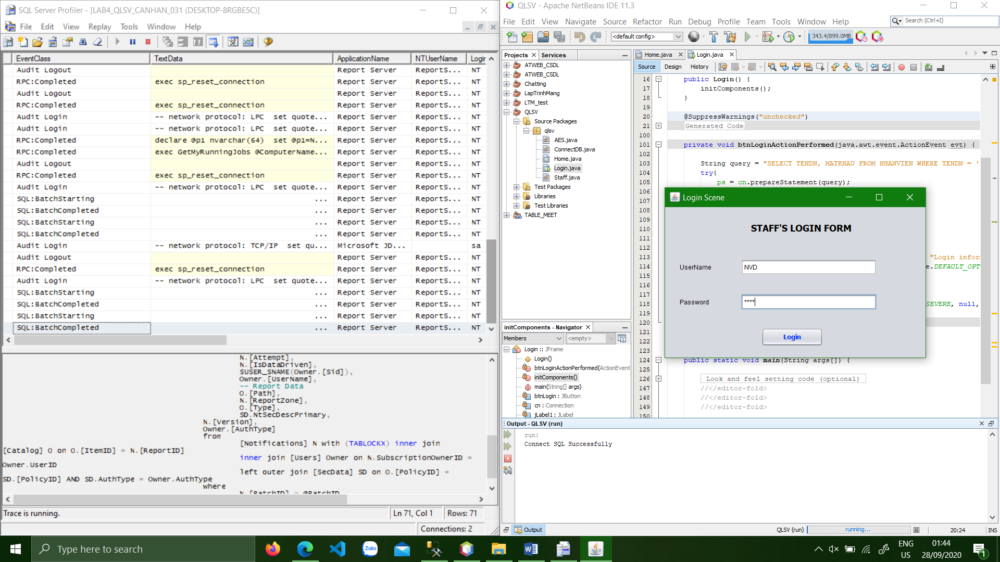 SQL Server Profiler - [LAB4_QLSV_CANHAN_031 (DESKTOP-8RGBE5C)]
File Edit View Replay Tools Window Help
EventClass TextData ApplicationName NTUserName Login
Audit Logout Report Server ReportS... NT
RPC:Completed exec sp_reset_connection Report Server ReportS... NT
Audit Logout Report Server ReportS... NT
RPC:Completed exec sp_reset_connection Report Server ReportS... NT
Audit Login -- network protocol: LPC set quote... Report Server ReportS... NT
Audit Login -- network protocol: LPC set quote... Report Server ReportS... NT
RPC:Completed declare @p1 nvarchar(64) set @p1=N... Report Server ReportS... NT
RPC:Completed exec GetMyRunningJobs @ComputerName... Report Server ReportS... NT
Audit Logout Report Server ReportS... NT
RPC:Completed exec sp_reset_connection Report Server ReportS... NT
Audit Login -- network protocol: LPC set quote... Report Server ReportS... NT
SQL:BatchStarting ... Report Server ReportS... NT
SQL:BatchCompleted ... Report Server ReportS... NT
SQL:BatchStarting ... Report Server ReportS... NT
SQL:BatchCompleted ... Report Server ReportS... NT
Audit Login -- network protocol: TCP/IP set qu... Microsoft JD... sa
Audit Logout Report Server ReportS... NT
RPC:Completed exec sp_reset_connection Report Server ReportS... NT
Audit Login -- network protocol: LPC set quote... Report Server ReportS... NT
SQL:BatchStarting ... Report Server ReportS... NT
SQL:BatchCompleted ... Report Server ReportS... NT
SQL:BatchStarting ... Report Server ReportS... NT
SQL:BatchCompleted ... Report Server ReportS... NT
N.[Attempt],
N.[IsDataDriven],
SUSER_SNAME(Owner.[Sid]),
Owner.[UserName],
-- Report Data
O.[Path],
N.[ReportZone],
O.[Type],
SD.NtSecDescPrimary,
N.[Version],
Owner.[AuthType]
from
[Notifications] N with (TABLOCKX) inner join
[Catalog] O on O.[ItemID] = N.[ReportID]
inner join [Users] Owner on N.SubscriptionOwnerID =
Owner.UserID
left outer join [SecData] SD on O.[PolicyID] =
SD.[PolicyID] AND SD.AuthType = Owner.AuthType
where
N.[BatchID] = @BatchID
Trace is running. Ln 71, Col 1 Rows: 71
Connections: 2
QLSV - Apache NetBeans IDE 11.3
File Edit View Navigate Source Refactor Run Debug Profile Team Tools Window Help
Search (Ctrl+I)
<default config> 343.4/899.0MB
Projects Services
ATWEB_CSDL
ATWEB_CSDL
Chatting
LapTrinhMang
LTM_test
QLSV
Source Packages
qlsv
AES.java
ConnectDB.java
Home.java
Login.java
Staff.java
Test Packages
Libraries
Test Libraries
TABLE_MEET
initComponents - Navigator
Members <empty>
Login :: JFrame
Login()
btnLoginActionPerformed(ActionEvent
initComponents()
main(String[] args)
btnLogin : JButton
cn : Connection
jLabel1 : JLabel
Home.java Login.java
Source Design History
16 public Login() {
17 initComponents();
18 }
19
20 @SuppressWarnings("unchecked")
21 Generated Code
100
101 private void btnLoginActionPerformed(java.awt.event.ActionEvent evt) {
102
103 String query = "SELECT TENDN, MATKHAU FROM NHANVIEN WHERE TENDN = '
104 try{
105 ps = cn.prepareStatement(query);
106
107
108
109
110
111
112
113 "Login infor
114 e.DEFAULT_OPT
115
116
117
118 SEVERE, null,
119
120
121
122
123
124 public static void main(String args[]) {
125
126 Look and feel setting code (optional)
147 //</editor-fold>
148 //</editor-fold>
149 //</editor-fold>
150
Login Scene
STAFF'S LOGIN FORM
UserName NVD
Password ****
Login
Output - QLSV (run)
run:
Connect SQL Successfully
Output
QLSV (run) running... 20:24 INS
Type here to search
Zalo
ENG
US
01:44
28/09/2020
1